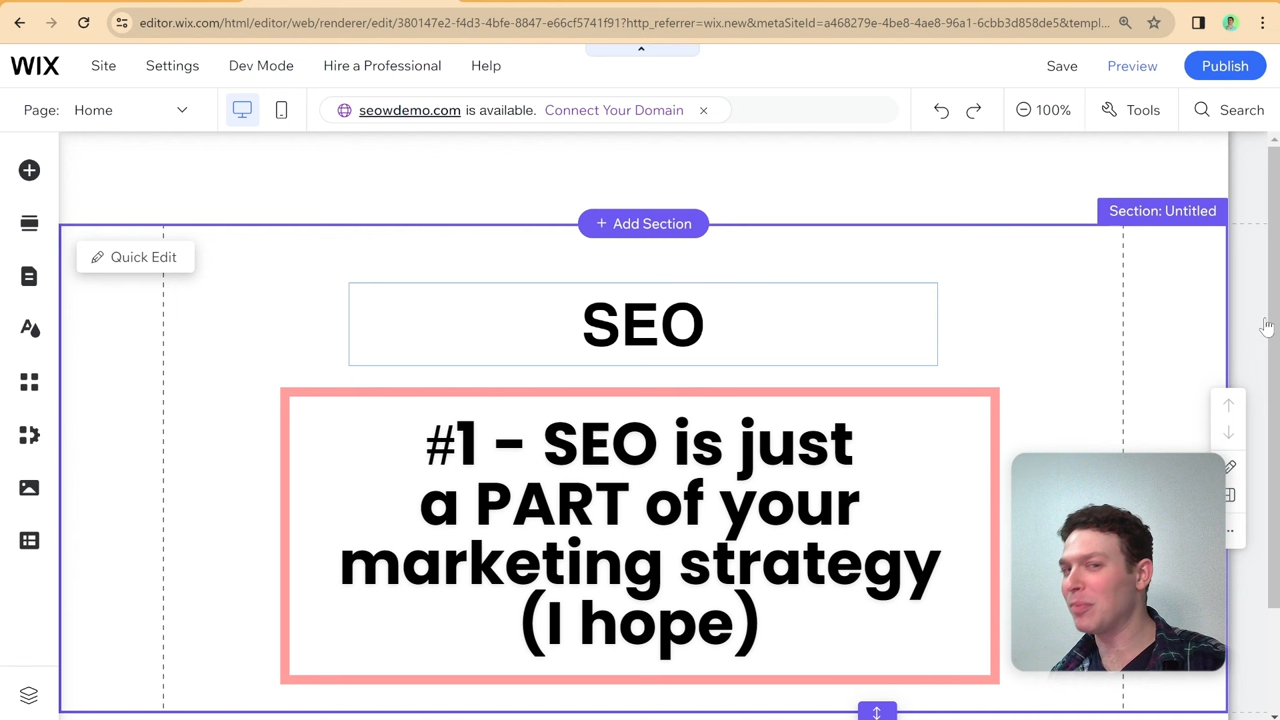 editor.wix.com/html/editor/web/renderer/edit/380147e2-f4d3-4bfe-8847-e66cf5741f91?http_referrer=wix.new&metaSiteId=a468279e-4be8-4ae8-96a1-6cbb3d858de5&templ...
WIX Site Settings Dev Mode Hire a Professional Help Save Preview Publish
Page: Home seowdemo.com is available. Connect Your Domain 100% Tools Search
Section: Untitled
+ Add Section
Quick Edit
SEO
#1 - SEO is just
a PART of your
marketing strategy
(I hope)